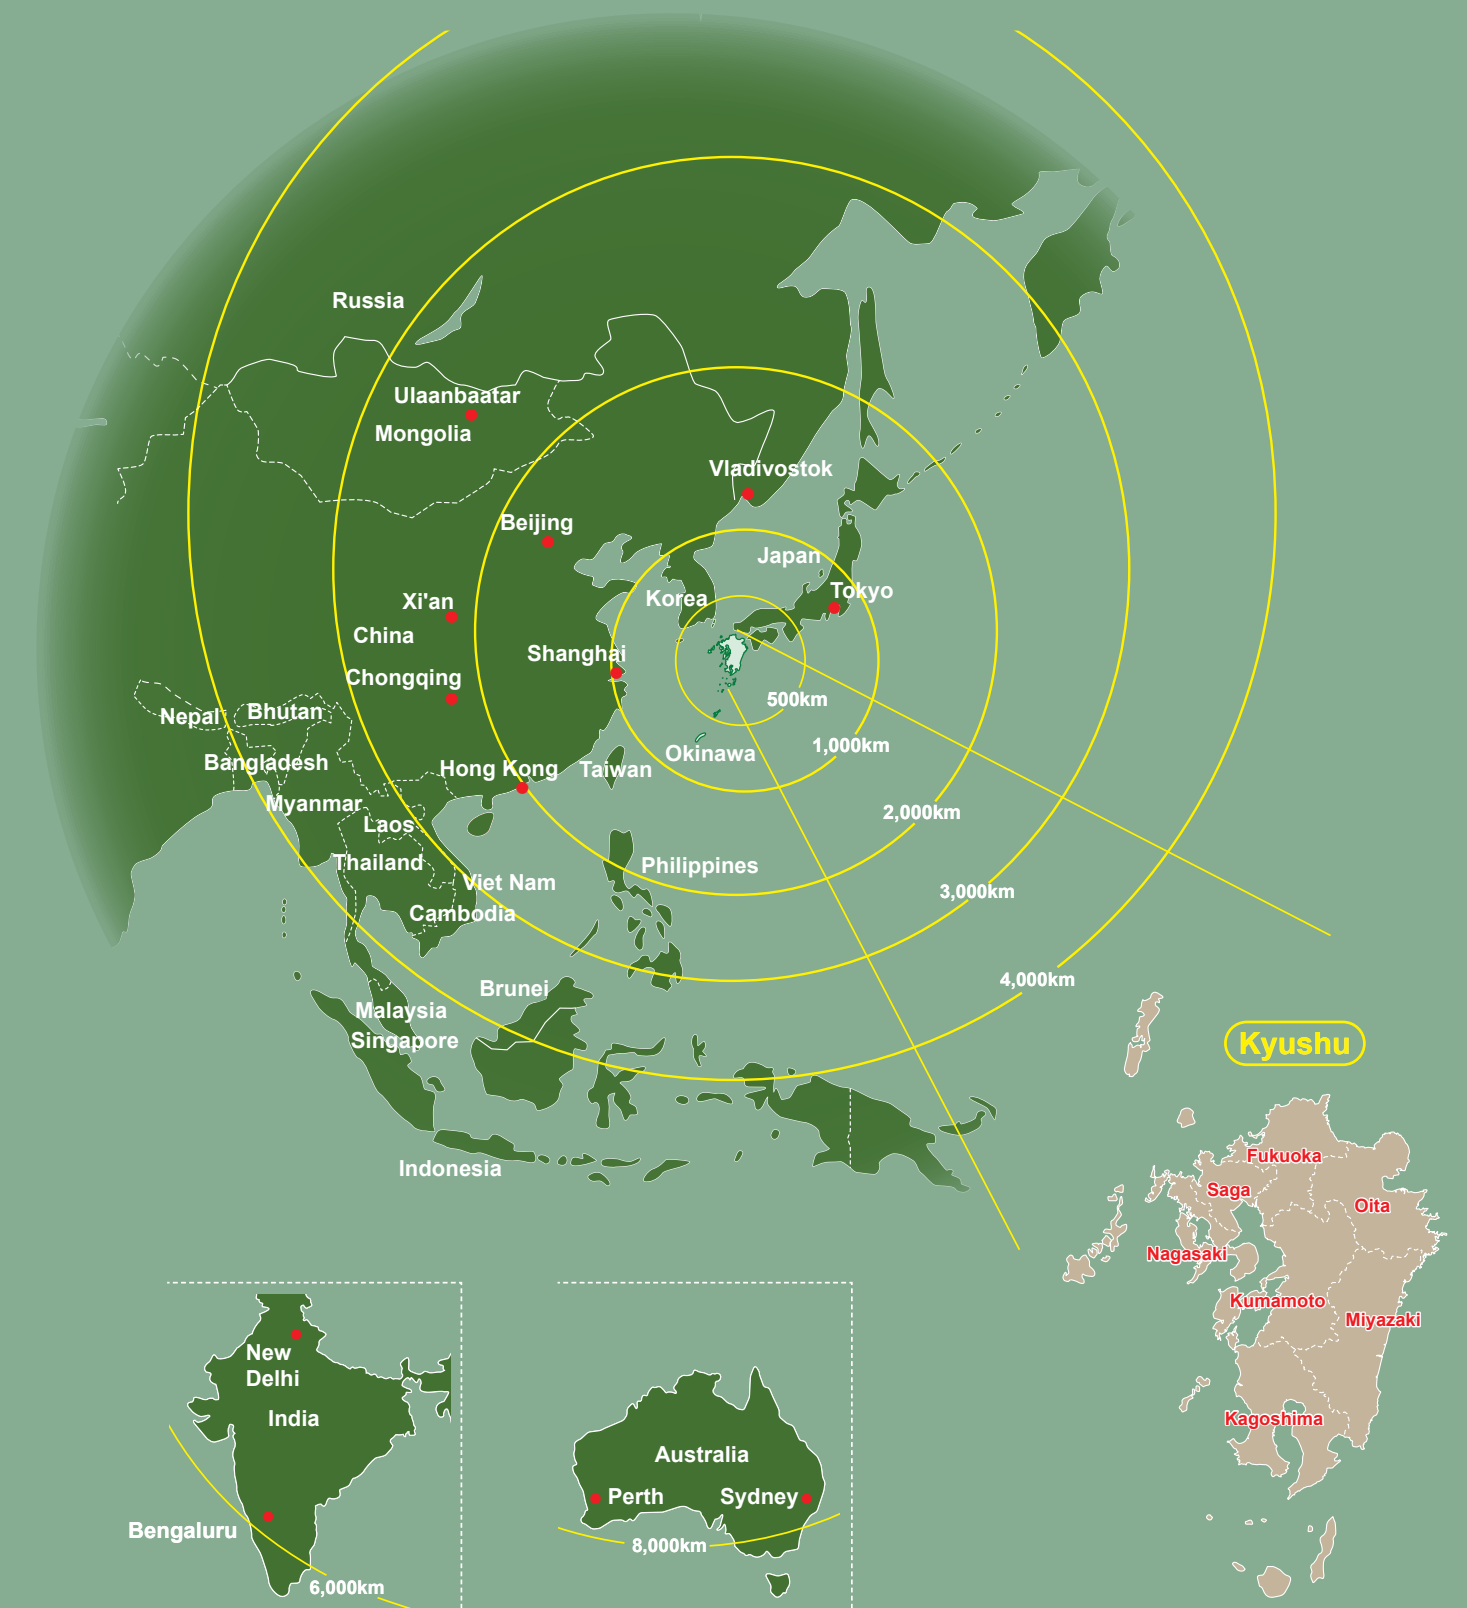 Russia
Ulaanbaatar
Mongolia
Vladivostok
Beijing
Japan
Tokyo
Korea
Xi'an
China
Shanghai
Chongqing
500km
Nepal
Bhutan
1,000km
Okinawa
Bangladesh
Hong Kong
Taiwan
Myanmar
2,000km
Laos
Thailand
Philippines
Viet Nam
3,000km
Cambodia
4,000km
Brunei
Malaysia
Singapore
Indonesia
Kyushu
Fukuoka
Saga
Oita
Nagasaki
Kumamoto
Miyazaki
Kagoshima
New
Delhi
India
Bengaluru
6,000km
Australia
Perth
Sydney
8,000km